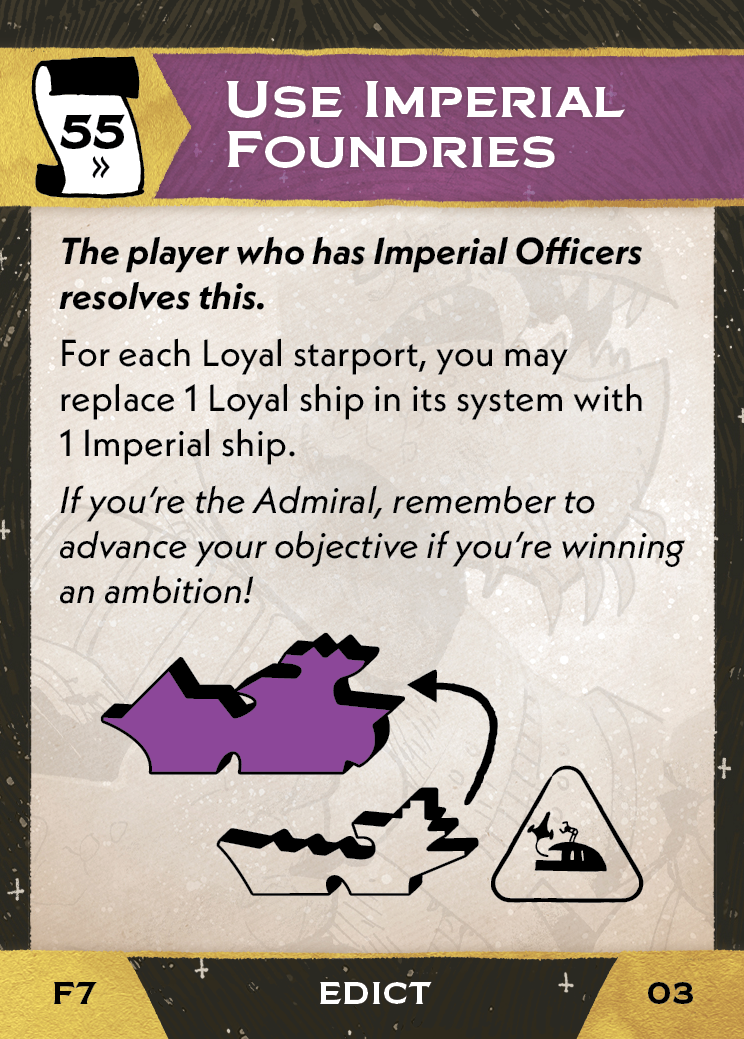 55
»
Use Imperial
Foundries
The player who has Imperial Officers
resolves this.
For each Loyal starport, you may
replace 1 Loyal ship in its system with
1 Imperial ship.
If you're the Admiral, remember to
advance your objective if you're winning
an ambition!
F7
EDICT
03